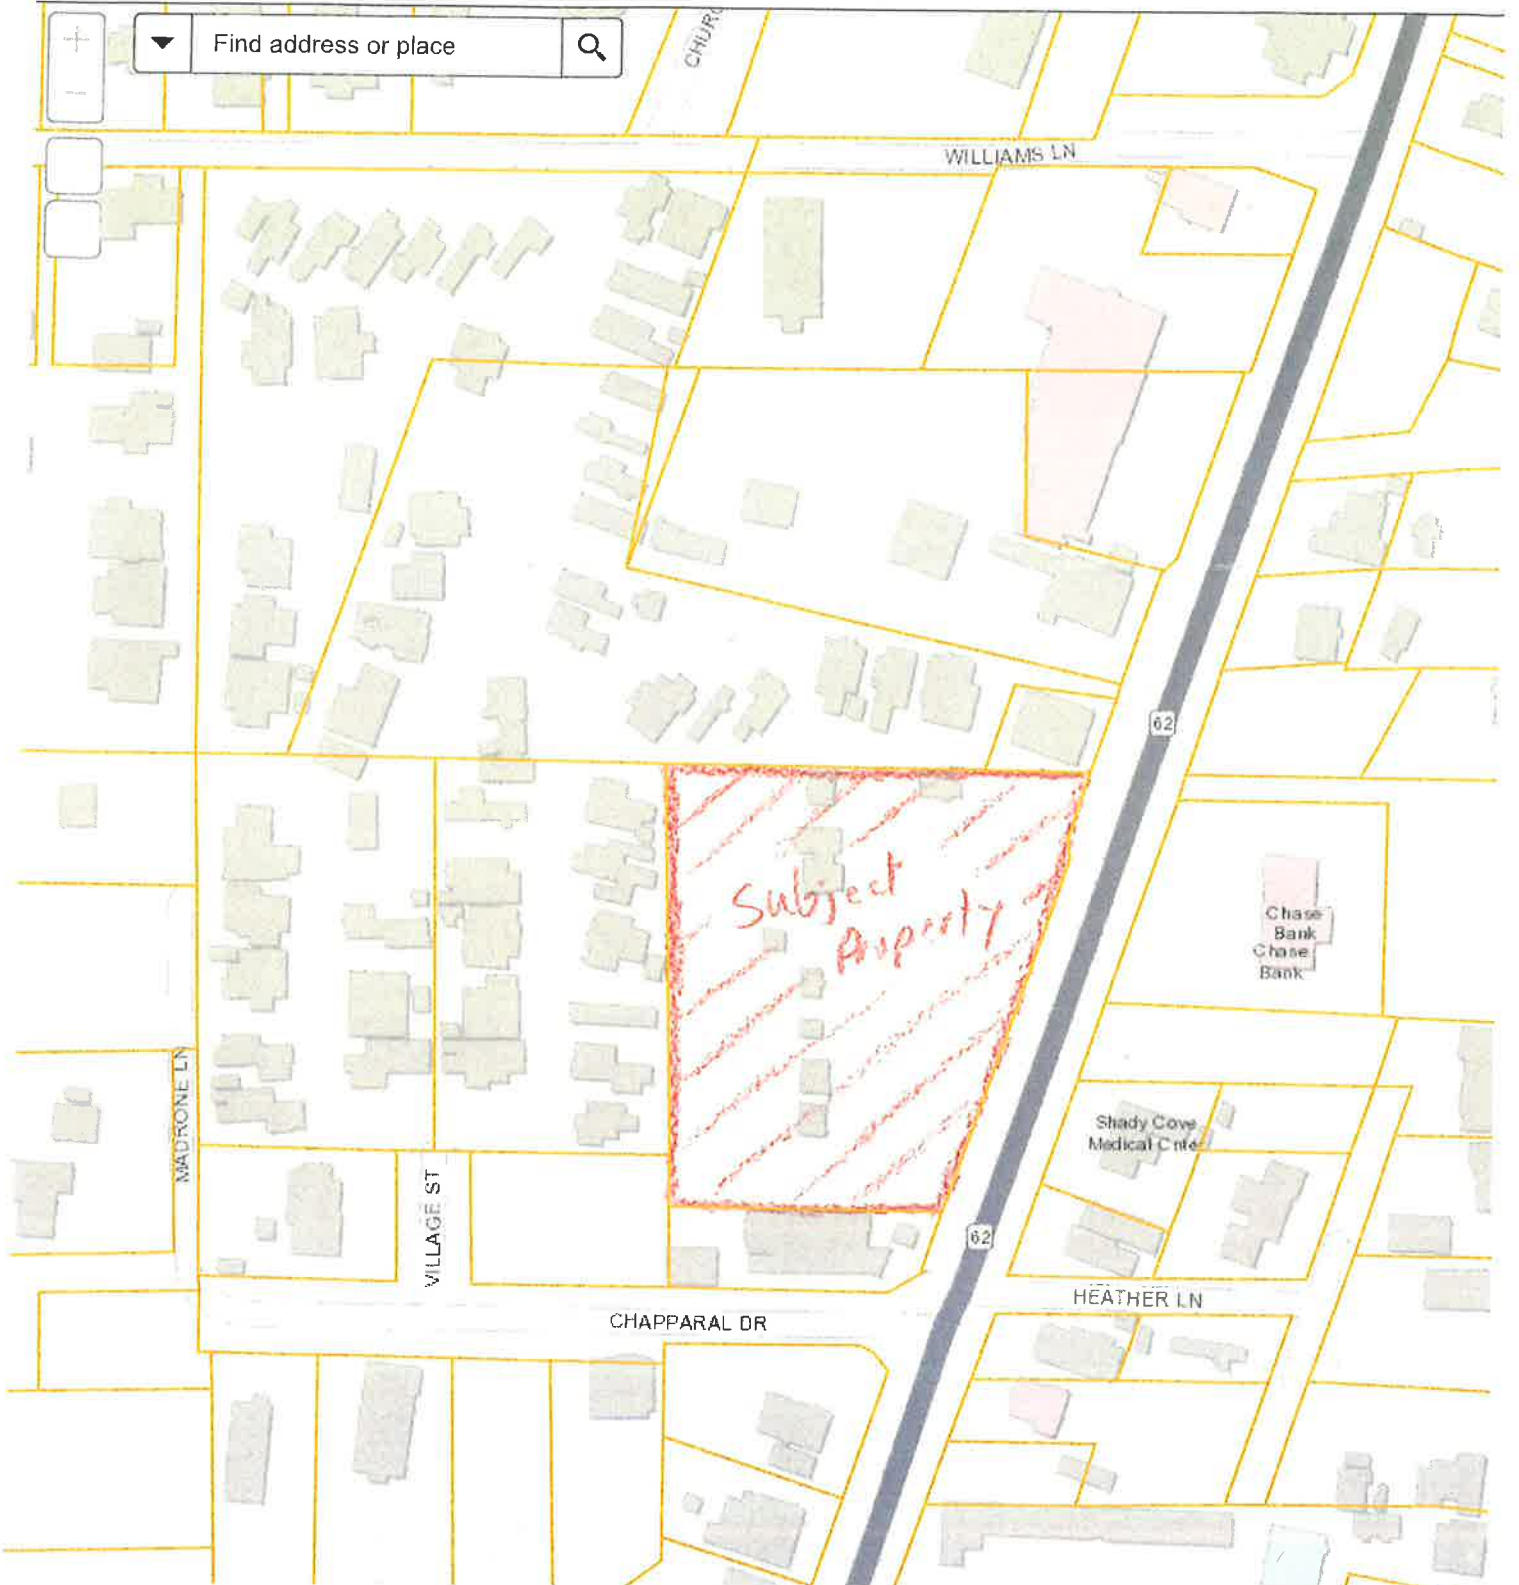 Find address or place
CHURC
WILLIAMS LN
62
Subject
Property
Chase
Bank
Chase
Bank
MADRONE LN
Shady Cove
Medical Cnter
VILLAGE ST
62
HEATHER LN
CHAPPARAL DR